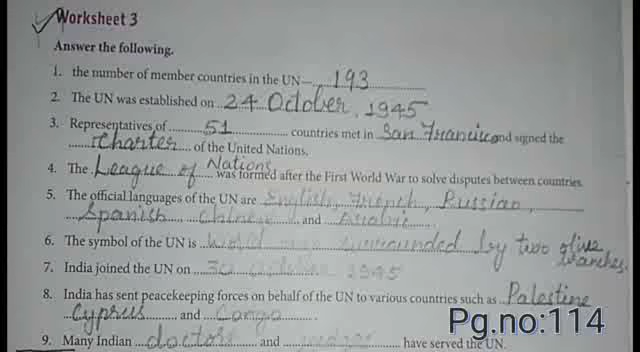 Worksheet 3
Answer the following.
1. the number of member countries in the UN— 193
2. The UN was established on 24 October, 1945
3. Representatives of 51 countries met in San Francisco and signed the
Charter of the United Nations.
4. The League of Nations was formed after the First World War to solve disputes between countries.
5. The official languages of the UN are English, French, Russian,
Spanish Chinese and Arabic.
6. The symbol of the UN is World map surrounded by two olive
branches.
7. India joined the UN on 30 October 1945
8. India has sent peacekeeping forces on behalf of the UN to various countries such as Palestine
Cyprus and Congo
9. Many Indian doctors and judges have served the UN.
Pg.no:114